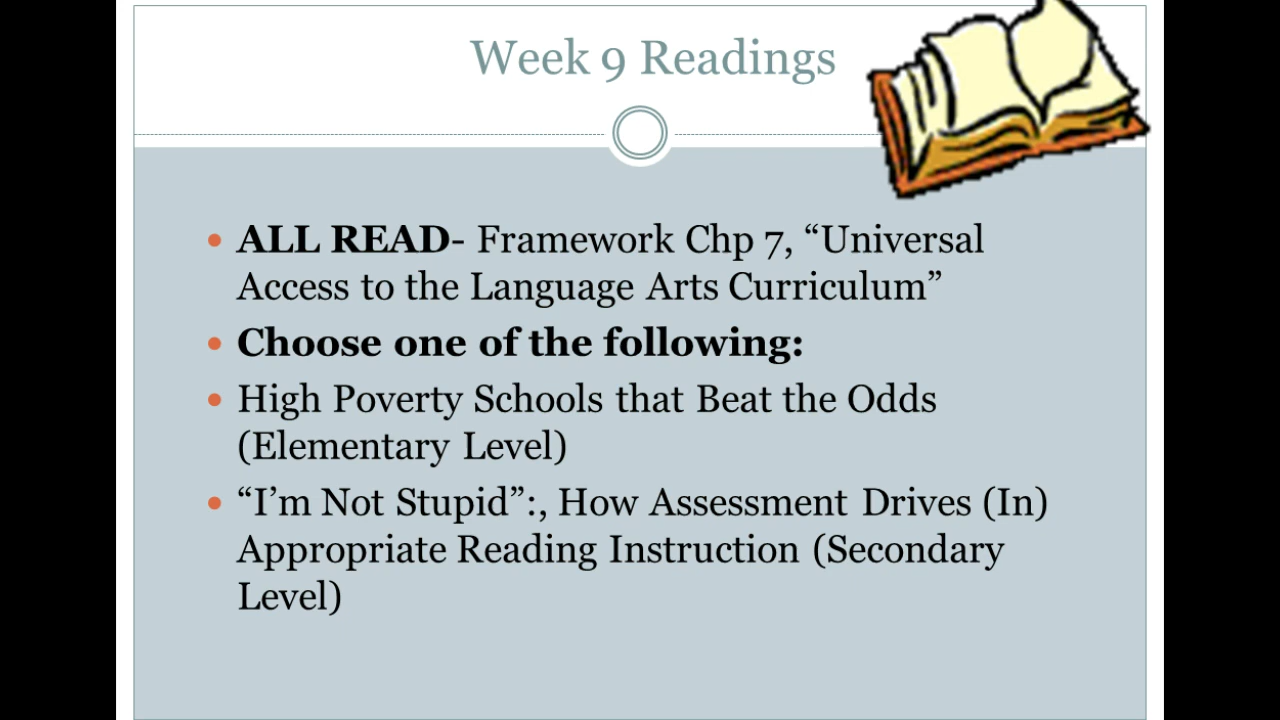 Week 9 Readings
ALL READ- Framework Chp 7, “Universal
Access to the Language Arts Curriculum”
Choose one of the following:
High Poverty Schools that Beat the Odds
(Elementary Level)
“I’m Not Stupid”:, How Assessment Drives (In)
Appropriate Reading Instruction (Secondary
Level)